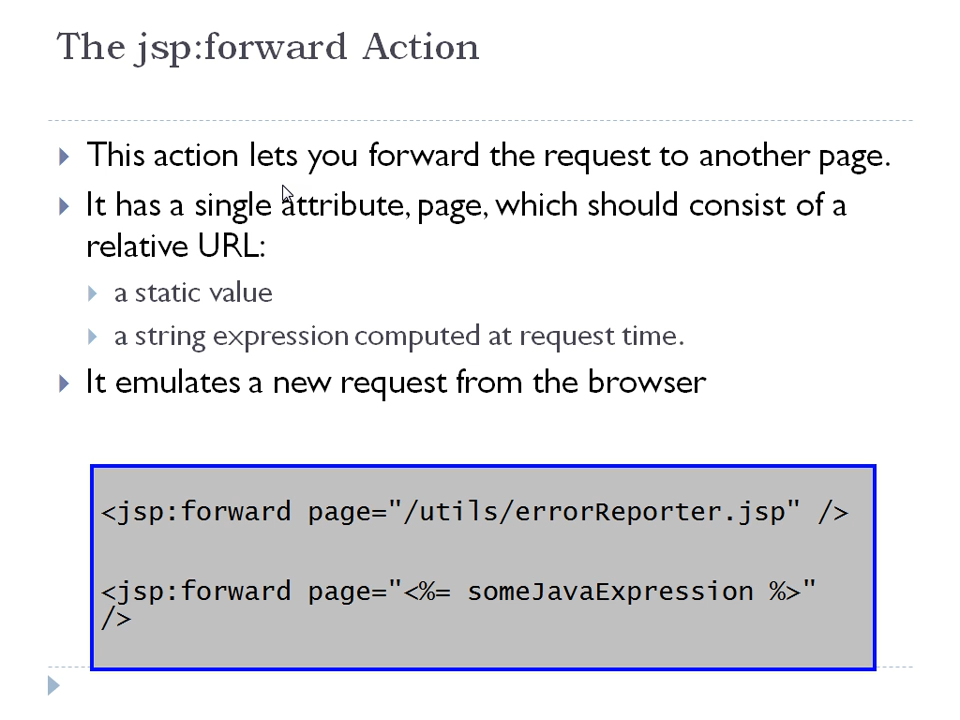 The jsp:forward Action
This action lets you forward the request to another page.
It has a single attribute, page, which should consist of a
relative URL:
a static value
a string expression computed at request time.
It emulates a new request from the browser
<jsp:forward page="/utils/errorReporter.jsp" />
<jsp:forward page="<%= someJavaExpression %>"
/>